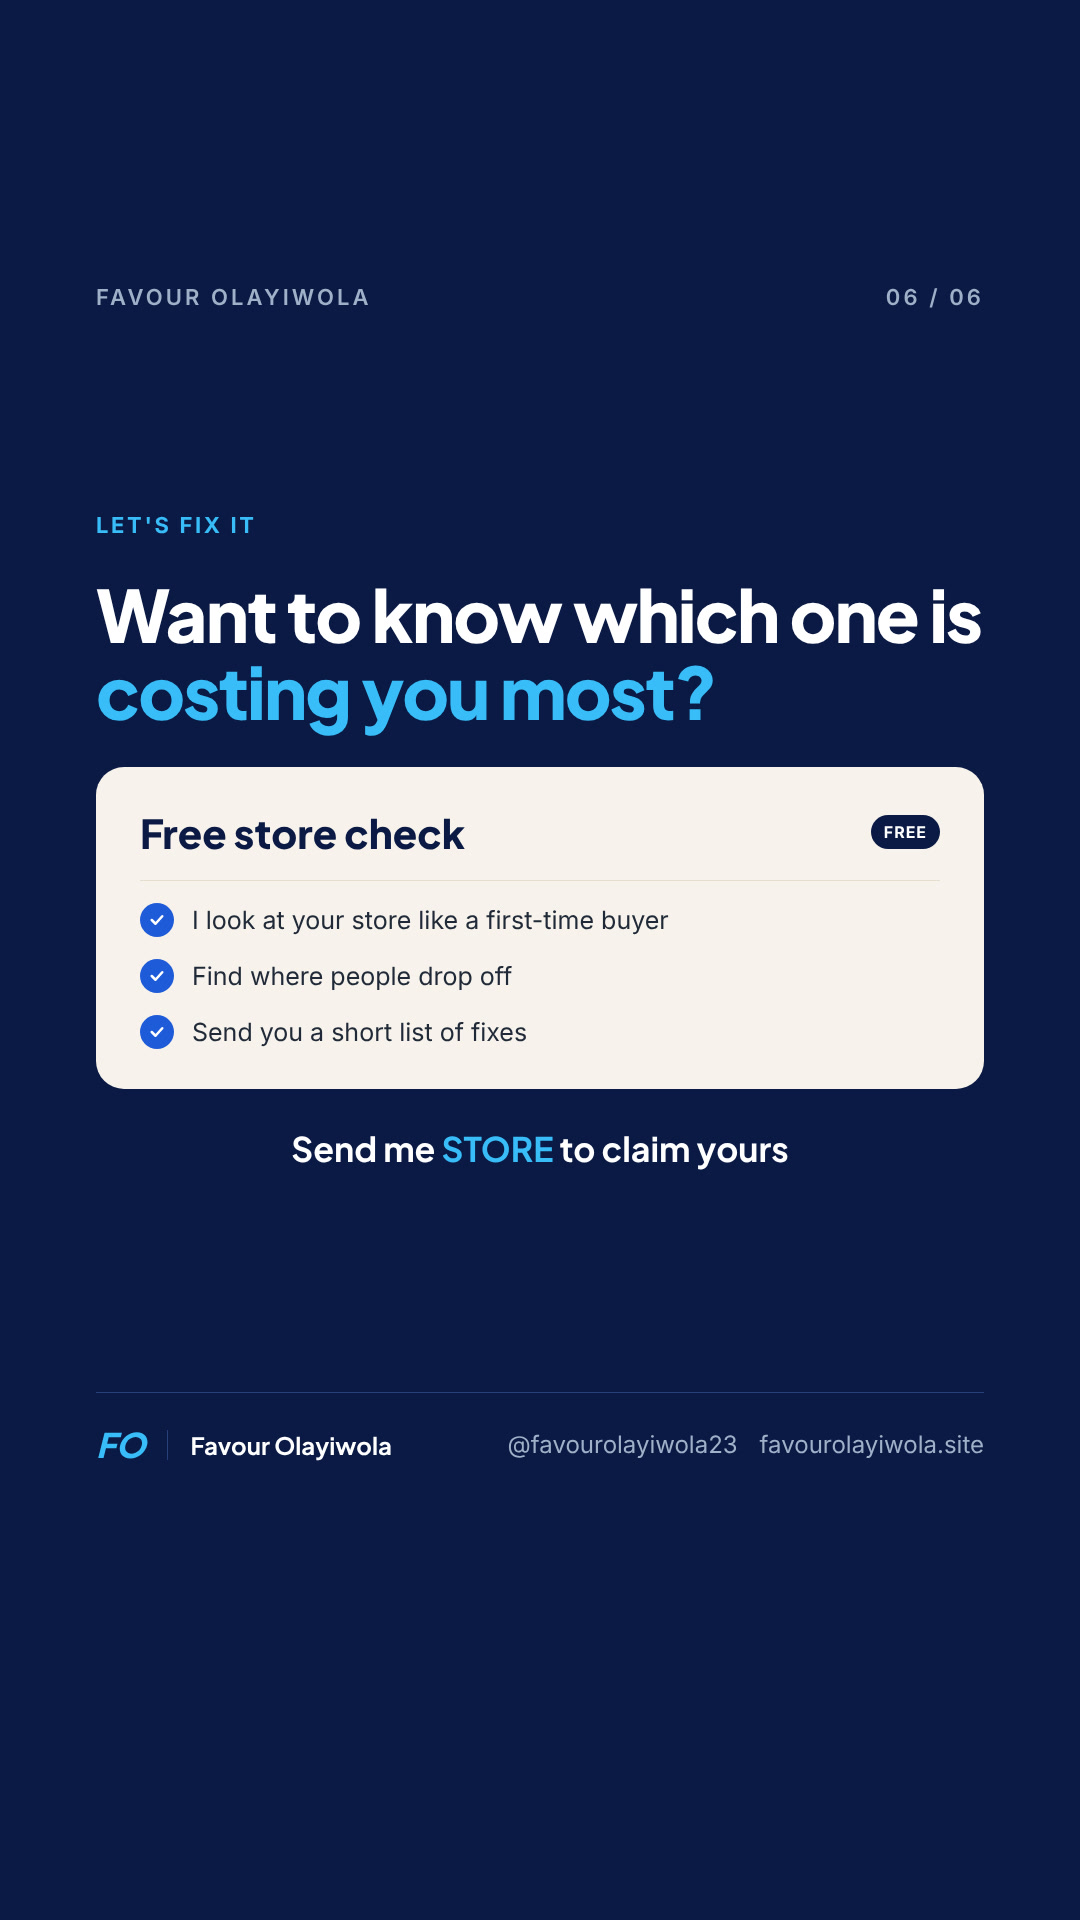 FAVOUR OLAYIWOLA
06 / 06
LET'S FIX IT
Want to know which one is
costing you most?
Free store check
FREE
I look at your store like a first-time buyer
Find where people drop off
Send you a short list of fixes
Send me STORE to claim yours
FO
Favour Olayiwola
@favourolayiwola23
favourolayiwola.site